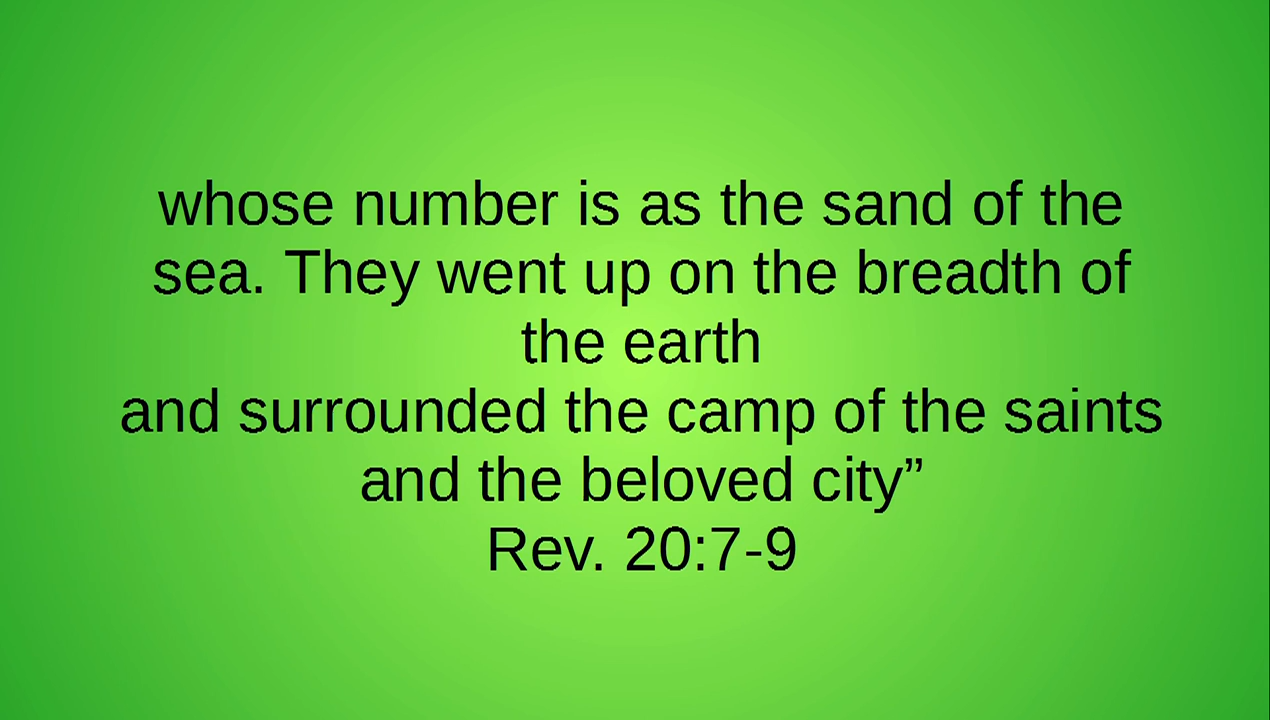 whose number is as the sand of the
sea. They went up on the breadth of
the earth
and surrounded the camp of the saints
and the beloved city”
Rev. 20:7-9